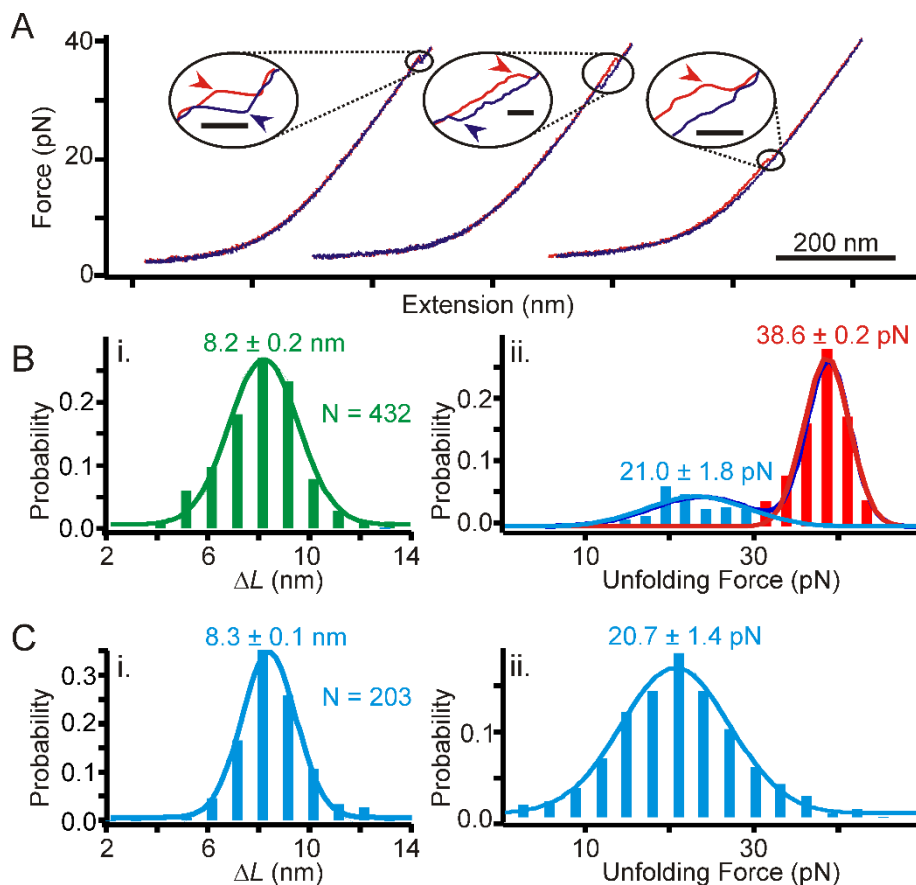 A
Force (pN)
40
20
0
200 nm
Extension (nm)
B
i.
8.2 ± 0.2 nm
N = 432
Probability
0.2
0.1
0.0
2 6 10 14
ΔL (nm)
ii.
38.6 ± 0.2 pN
21.0 ± 1.8 pN
Probability
0.2
0.1
0.0
10 30
Unfolding Force (pN)
C
i.
8.3 ± 0.1 nm
N = 203
Probability
0.3
0.2
0.1
0.0
2 6 10 14
ΔL (nm)
ii.
20.7 ± 1.4 pN
Probability
0.1
0.0
10 30
Unfolding Force (pN)